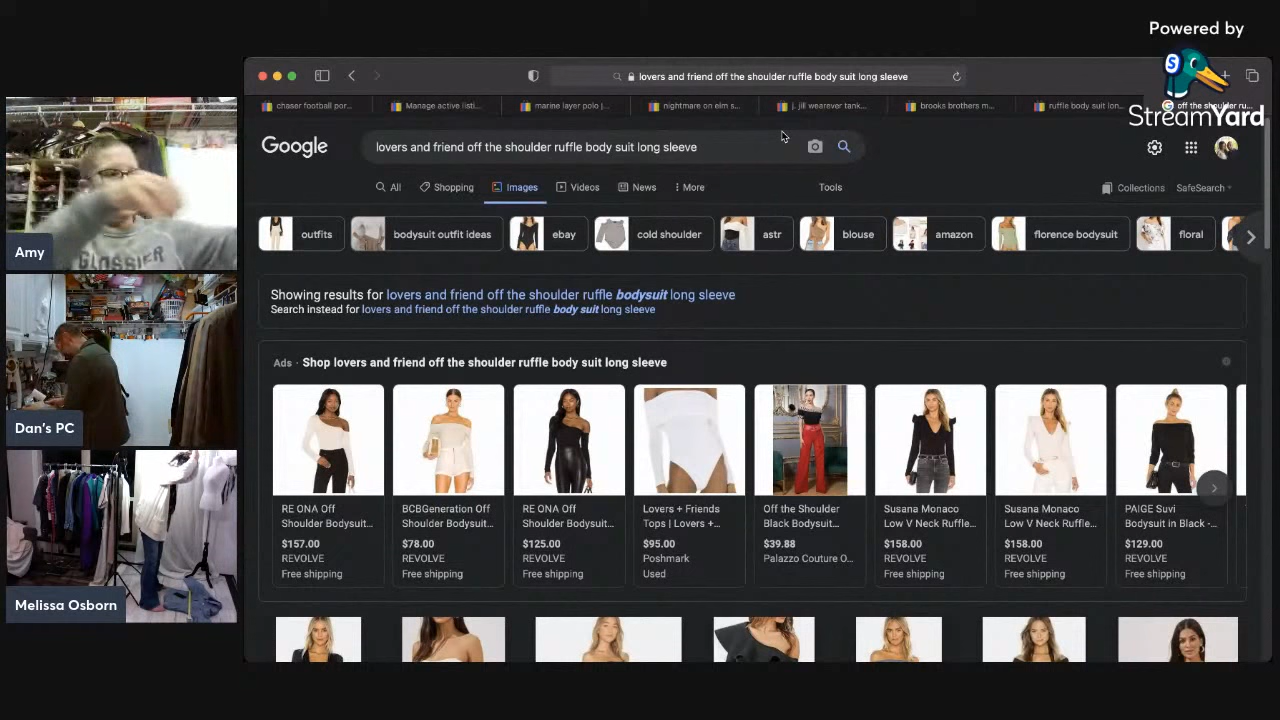 Powered by
StreamYard
lovers and friend off the shoulder ruffle body suit long sleeve
chaser football por...
Manage active listi...
marine layer polo j...
nightmare on elm s...
j. jill wearever tank...
brooks brothers m...
ruffle body suit lon...
off the shoulder ru...
Google
lovers and friend off the shoulder ruffle body suit long sleeve
All
Shopping
Images
Videos
News
More
Tools
Collections
SafeSearch
outfits
bodysuit outfit ideas
ebay
cold shoulder
astr
blouse
amazon
florence bodysuit
floral
Showing results for lovers and friend off the shoulder ruffle bodysuit long sleeve
Search instead for lovers and friend off the shoulder ruffle body suit long sleeve
Ads · Shop lovers and friend off the shoulder ruffle body suit long sleeve
RE ONA Off
Shoulder Bodysuit...
$157.00
REVOLVE
Free shipping
BCBGeneration Off
Shoulder Bodysuit...
$78.00
REVOLVE
Free shipping
RE ONA Off
Shoulder Bodysuit...
$125.00
REVOLVE
Free shipping
Lovers + Friends
Tops | Lovers +...
$95.00
Poshmark
Used
Off the Shoulder
Black Bodysuit...
$39.88
Palazzo Couture O...
Susana Monaco
Low V Neck Ruffle...
$158.00
REVOLVE
Free shipping
Susana Monaco
Low V Neck Ruffle...
$158.00
REVOLVE
Free shipping
PAIGE Suvi
Bodysuit in Black -...
$129.00
REVOLVE
Free shipping
GLOSSIER
Amy
Dan's PC
Melissa Osborn